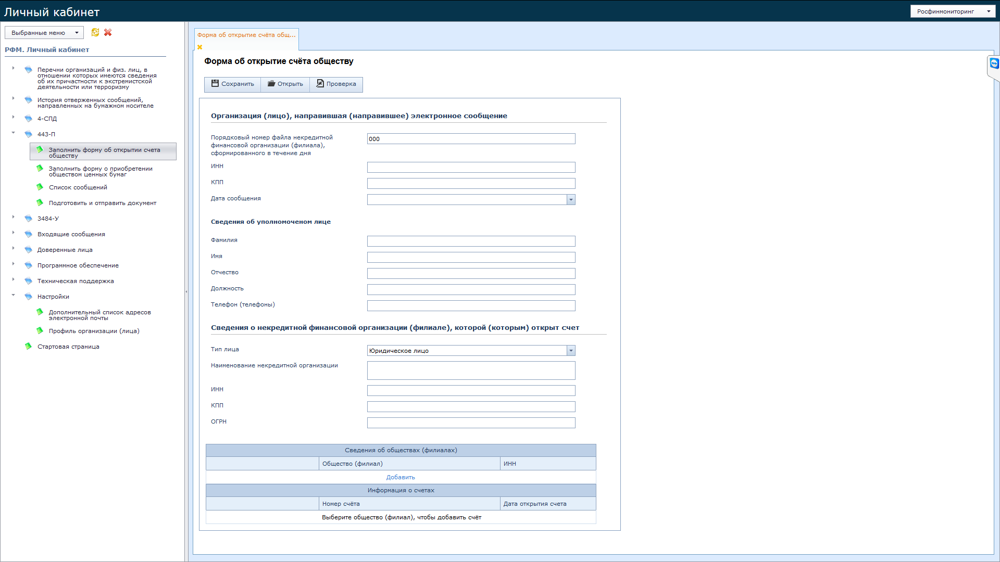 Личный кабинет
Росфинмониторинг
Выбранные меню
РФМ. Личный кабинет
Перечни организаций и физ. лиц, в
отношении которых имеются сведения
об их причастности к экстремистской
деятельности или терроризму
История отверженных сообщений,
направленных на бумажном носителе
4-СПД
443-П
Заполнить форму об открытии счета
обществу
Заполнить форму о приобретении
обществом ценных бумаг
Список сообщений
Подготовить и отправить документ
3484-У
Входящие сообщения
Доверенные лица
Программное обеспечение
Техническая поддержка
Настройки
Дополнительный список адресов
электронной почты
Профиль организации (лица)
Стартовая страница
Форма об открытие счёта общ...
Форма об открытие счёта обществу
Сохранить
Открыть
Проверка
Организация (лицо), направившая (направившее) электронное сообщение
Порядковый номер файла некредитной
финансовой организации (филиала),
сформированного в течение дня
000
ИНН
КПП
Дата сообщения
Сведения об уполномоченом лице
Фамилия
Имя
Отчество
Должность
Телефон (телефоны)
Сведения о некредитной финансовой организации (филиале), которой (которым) открыт счет
Тип лица
Юридическое лицо
Наименование некредитной организации
ИНН
КПП
ОГРН
Сведения об обществах (филиалах)
Общество (филиал)
ИНН
Добавить
Информация о счетах
Номер счёта
Дата открытия счета
Выберите общество (филиал), чтобы добавить счёт